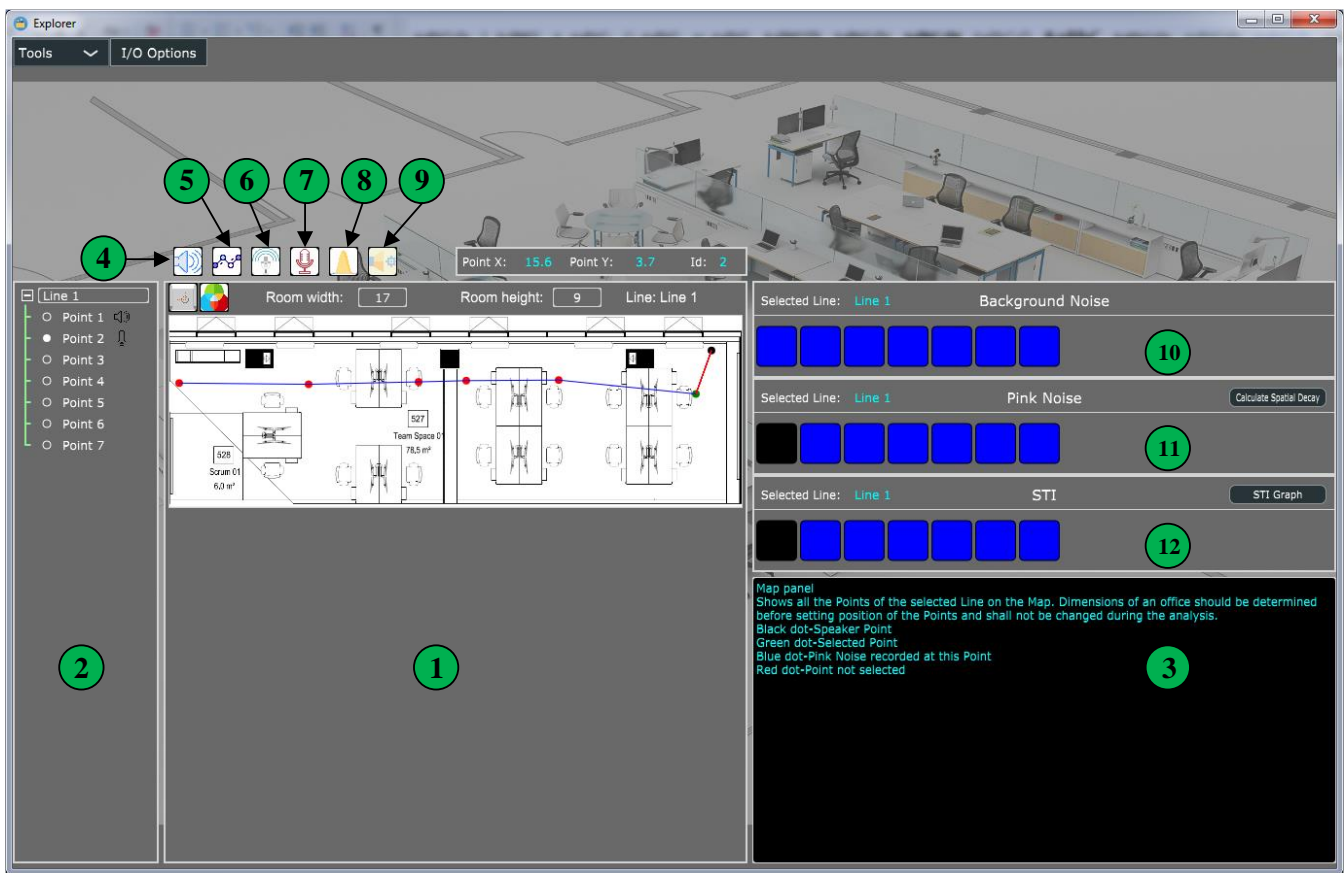 Explorer
Tools
I/O Options
5
6
7
8
9
4
Point X: 15.6 Point Y: 3.7 Id: 2
Line 1
Point 1
Point 2
Point 3
Point 4
Point 5
Point 6
Point 7
2
Room width: 17 Room height: 9 Line: Line 1
527
Team Space 01
78,5 m²
528
Scrum 01
6,0 m²
1
Selected Line: Line 1 Background Noise
10
Selected Line: Line 1 Pink Noise Calculate Spatial Decay
11
Selected Line: Line 1 STI STI Graph
12
Map panel
Shows all the Points of the selected Line on the Map. Dimensions of an office should be determined
before setting position of the Points and shall not be changed during the analysis.
Black dot-Speaker Point
Green dot-Selected Point
Blue dot-Pink Noise recorded at this Point
Red dot-Point not selected
3